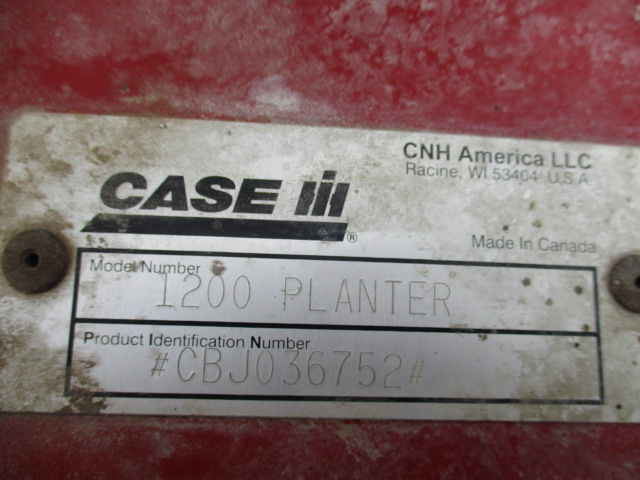 CNH America LLC
Racine, WI 53404 U.S.A
CASE IH ®
Made In Canada
Model Number
1200 PLANTER
Product Identification Number
#CBJ036752#